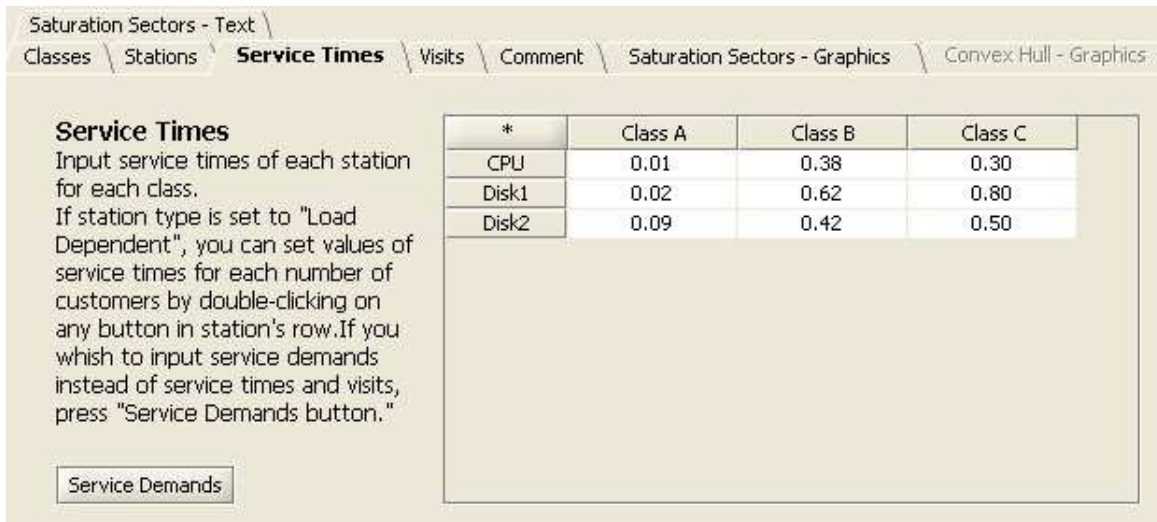 Saturation Sectors - Text
Classes Stations Service Times Visits Comment Saturation Sectors - Graphics Convex Hull - Graphics
Service Times
Input service times of each station
for each class.
If station type is set to "Load
Dependent", you can set values of
service times for each number of
customers by double-clicking on
any button in station's row.If you
whish to input service demands
instead of service times and visits,
press "Service Demands button."
Service Demands
* Class A Class B Class C
CPU 0.01 0.38 0.30
Disk1 0.02 0.62 0.80
Disk2 0.09 0.42 0.50